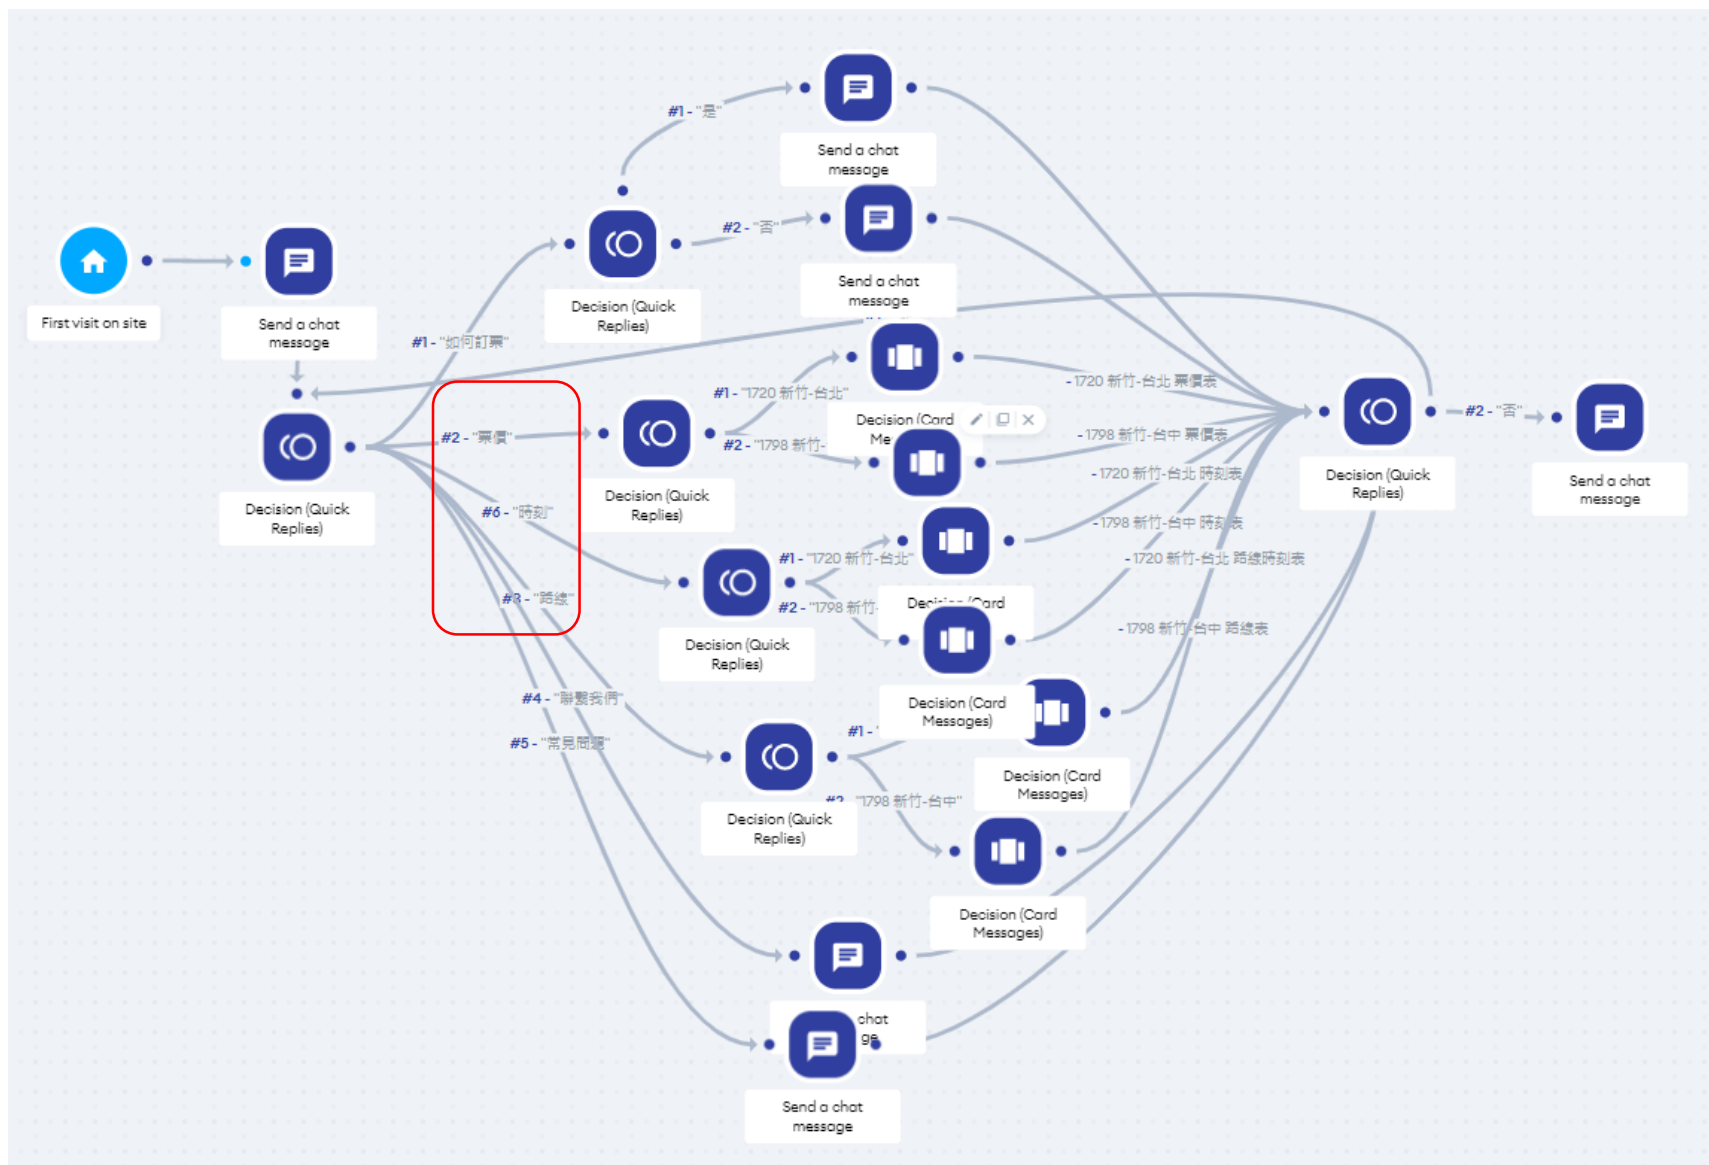 #1 - "是"
Send a chat
message
#2 - "否"
First visit on site
Send a chat
message
Decision (Quick
Replies)
Send a chat
message
#1 - "如何訂票"
#1 - "1720 新竹-台北"
- 1720 新竹-台北 票價表
Decision (Card
#2 - "票價"
#2 - "1798 新竹-
- 1798 新竹-台中 票價表
#2 - "否"
- 1720 新竹-台北 時刻表
Decision (Quick
Replies)
Send a chat
message
Decision (Quick
Replies)
Decision (Quick
Replies)
#6 - "時刻"
- 1798 新竹-台中 時刻表
#1 - "1720 新竹-台北"
- 1720 新竹-台北 路線時刻表
#3 - "路線"
#2 - "1798 新竹-
Decision (Card
- 1798 新竹-台中 路線表
Decision (Quick
Replies)
#4 - "聯繫我們"
Decision (Card
Messages)
#5 - "常見問題"
#1 - "
Decision (Card
Messages)
#2 "1798 新竹-台中"
Decision (Quick
Replies)
Decision (Card
Messages)
chat
ge
Send a chat
message